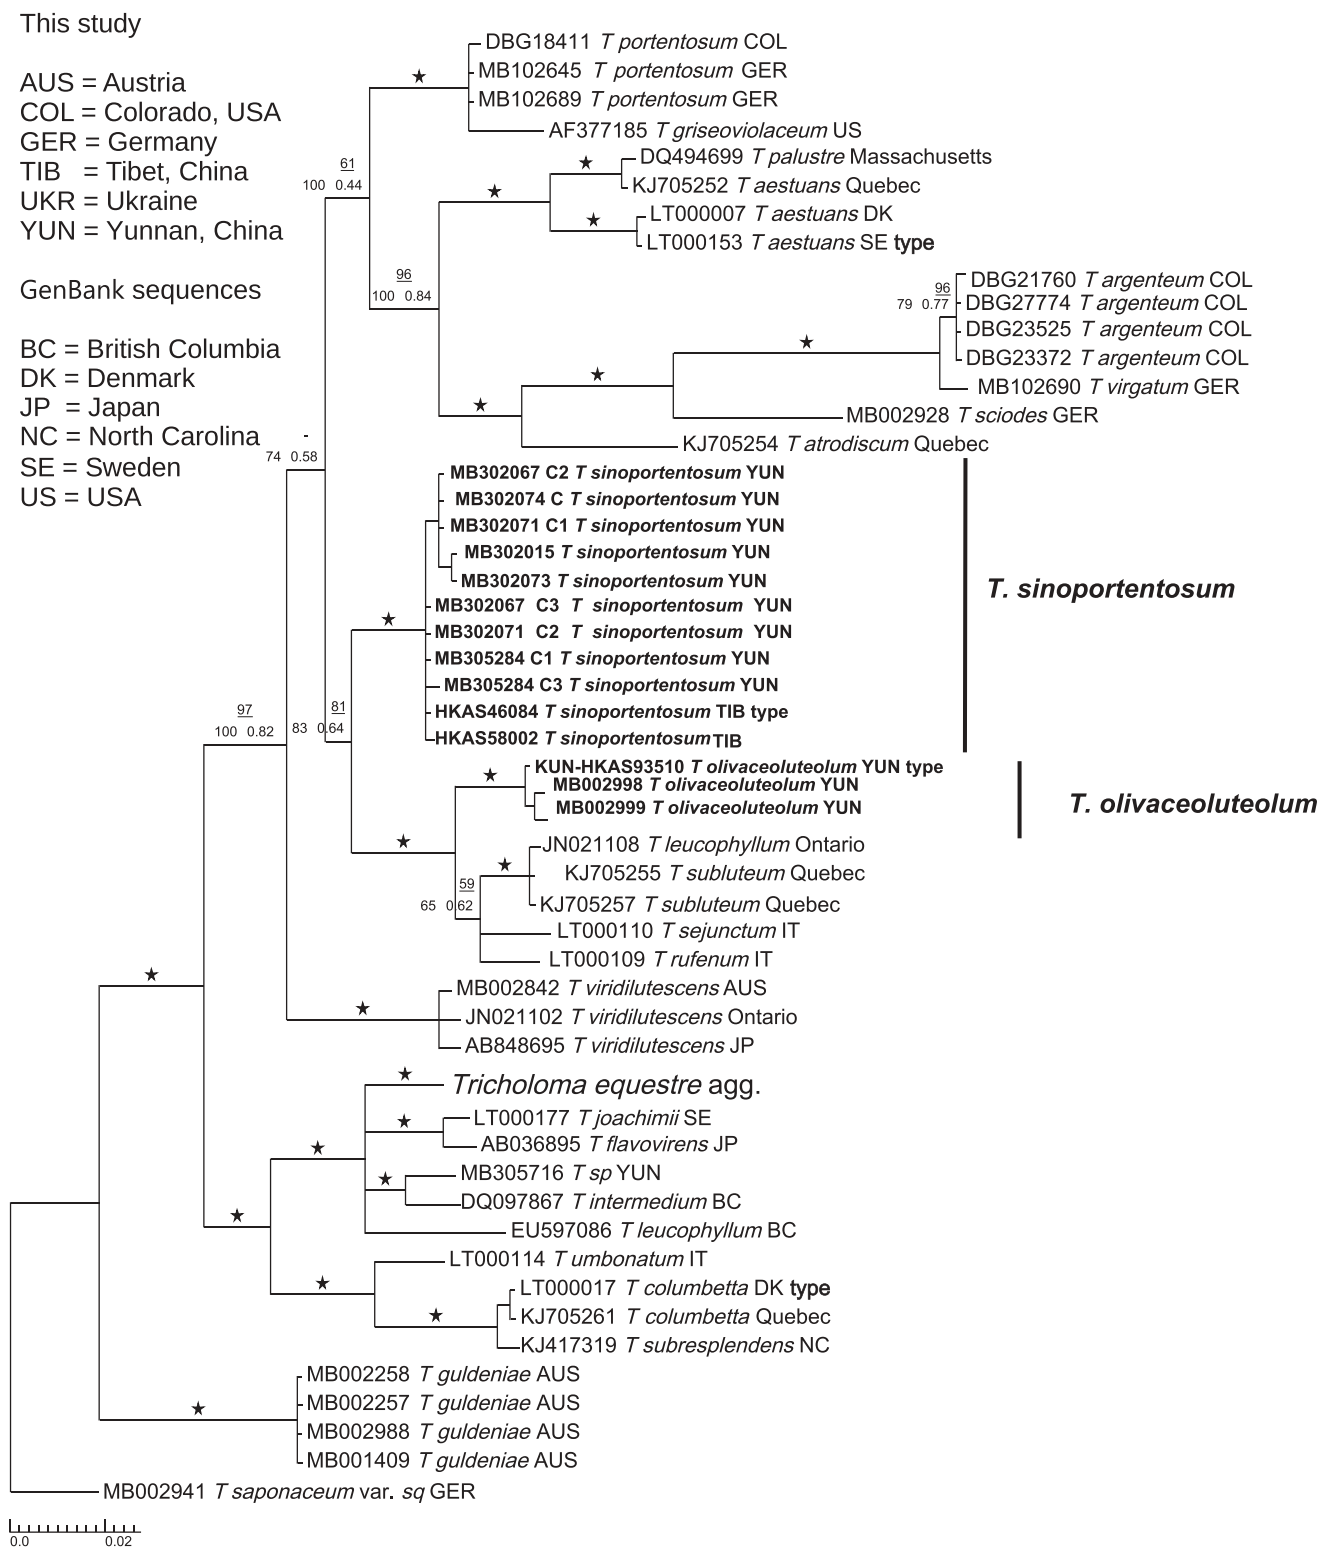 This study
AUS = Austria
COL = Colorado, USA
GER = Germany
TIB = Tibet, China
UKR = Ukraine
YUN = Yunnan, China
GenBank sequences
BC = British Columbia
DK = Denmark
JP = Japan
NC = North Carolina
SE = Sweden
US = USA
DBG18411 T portentosum COL
MB102645 T portentosum GER
MB102689 T portentosum GER
AF377185 T griseoviolaceum US
61
100 0.44
DQ494699 T palustre Massachusetts
KJ705252 T aestuans Quebec
LT000007 T aestuans DK
LT000153 T aestuans SE type
96
100 0.84
DBG21760 T argenteum COL
96
79 0.77
DBG27774 T argenteum COL
DBG23525 T argenteum COL
DBG23372 T argenteum COL
MB102690 T virgatum GER
MB002928 T sciodes GER
KJ705254 T atrodiscum Quebec
-
74 0.58
MB302067 C2 T sinoportentosum YUN
MB302074 C T sinoportentosum YUN
MB302071 C1 T sinoportentosum YUN
MB302015 T sinoportentosum YUN
MB302073 T sinoportentosum YUN
T. sinoportentosum
MB302067 C3 T sinoportentosum YUN
MB302071 C2 T sinoportentosum YUN
MB305284 C1 T sinoportentosum YUN
MB305284 C3 T sinoportentosum YUN
HKAS46084 T sinoportentosum TIB type
HKAS58002 T sinoportentosum TIB
97
100 0.82
81
83 0.64
KUN-HKAS93510 T olivaceoluteolum YUN type
MB002998 T olivaceoluteolum YUN
MB002999 T olivaceoluteolum YUN
T. olivaceoluteolum
JN021108 T leucophyllum Ontario
KJ705255 T subluteum Quebec
59
65 0.62
KJ705257 T subluteum Quebec
LT000110 T sejunctum IT
LT000109 T rufenum IT
MB002842 T viridilutescens AUS
JN021102 T viridilutescens Ontario
AB848695 T viridilutescens JP
Tricholoma equestre agg.
LT000177 T joachimii SE
AB036895 T flavovirens JP
MB305716 T sp YUN
DQ097867 T intermedium BC
EU597086 T leucophyllum BC
LT000114 T umbonatum IT
LT000017 T columbetta DK type
KJ705261 T columbetta Quebec
KJ417319 T subresplendens NC
MB002258 T guldeniae AUS
MB002257 T guldeniae AUS
MB002988 T guldeniae AUS
MB001409 T guldeniae AUS
MB002941 T saponaceum var. sq GER
0.0 0.02